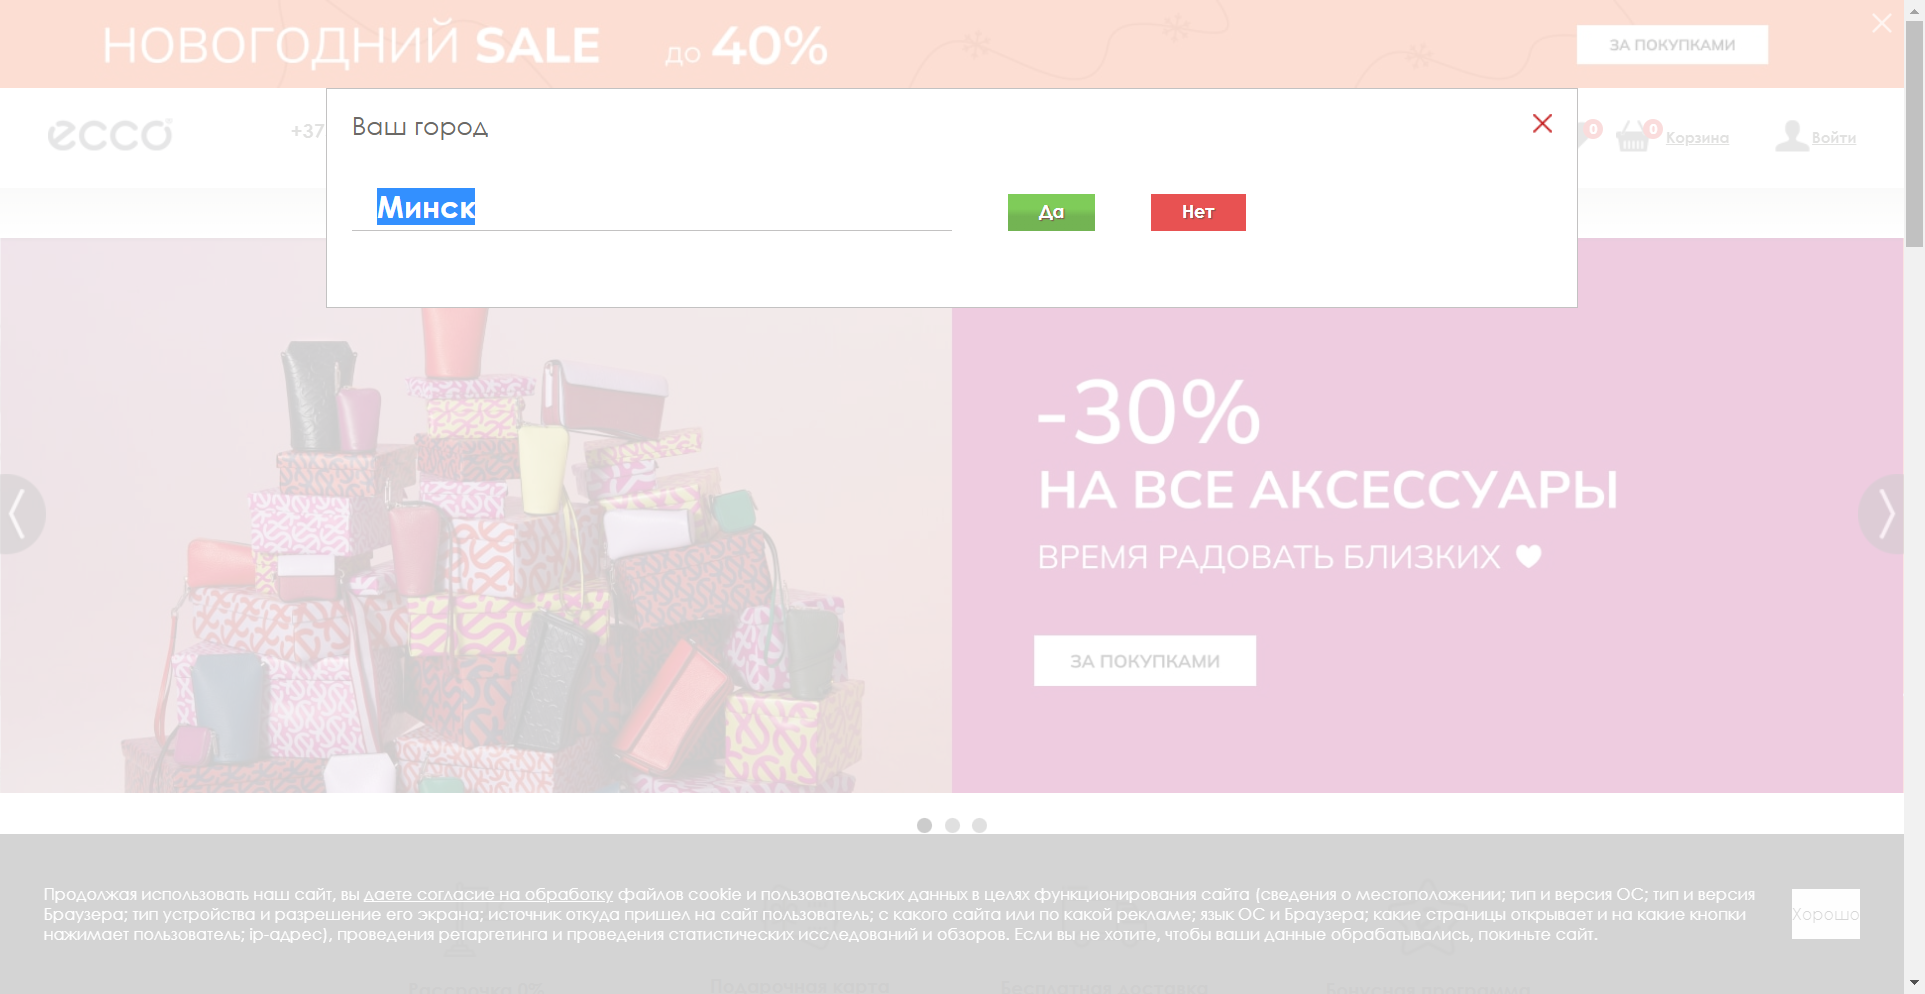 НОВОГОДНИЙ SALE до 40%
ЗА ПОКУПКАМИ
ecco
+37
0
0
Корзина
Войти
Ваш город
Минск
Да
Нет
-30%
НА ВСЕ АКСЕССУАРЫ
ВРЕМЯ РАДОВАТЬ БЛИЗКИХ
ЗА ПОКУПКАМИ
Продолжая использовать наш сайт, вы даете согласие на обработку файлов cookie и пользовательских данных в целях функционирования сайта (сведения о местоположении; тип и версия ОС; тип и версия
Браузера; тип устройства и разрешение его экрана; источник откуда пришел на сайт пользователь; с какого сайта или по какой рекламе; язык ОС и Браузера; какие страницы открывает и на какие кнопки
нажимает пользователь; ip-адрес), проведения ретаргетинга и проведения статистических исследований и обзоров. Если вы не хотите, чтобы ваши данные обрабатывались, покиньте сайт.
Хорошо
Рассрочка 0%
Подарочная карта
Бесплатная доставка
Бонусная программа